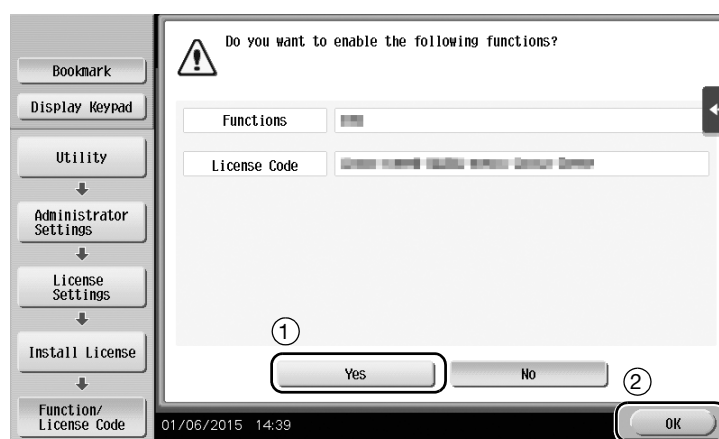 Do you want to enable the following functions?
Bookmark
Display Keypad
Functions
Utility
License Code
Administrator
Settings
License
Settings
①
Install License
Yes
No
②
Function/
License Code
01/06/2015 14:39
OK